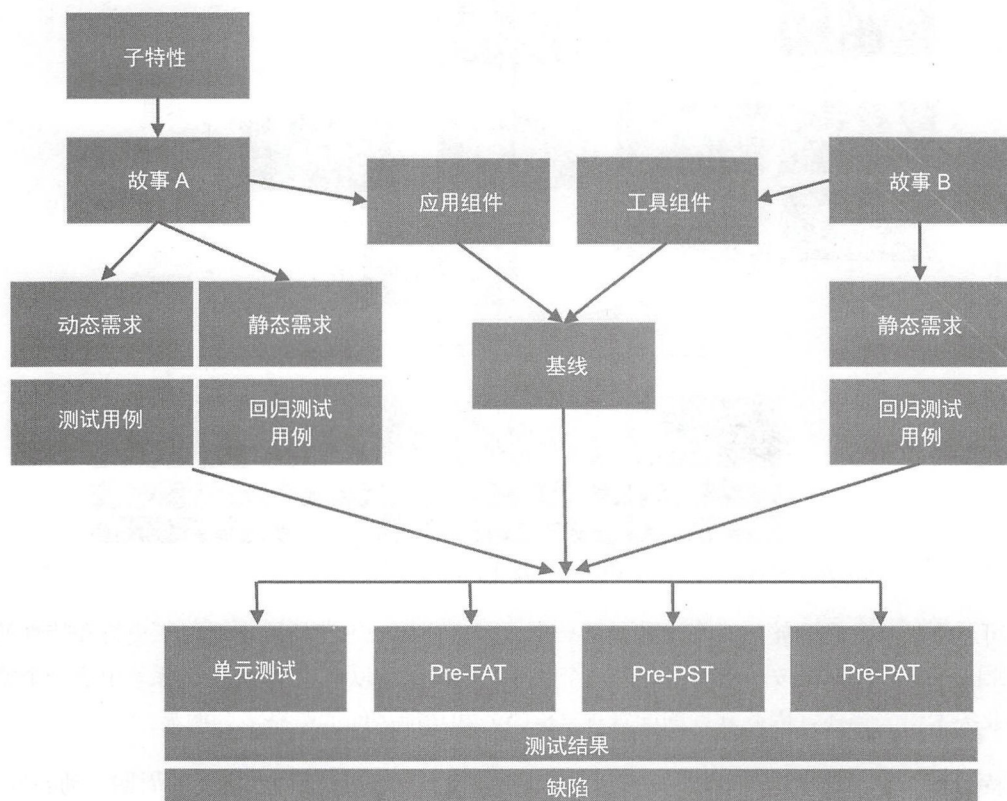 子特性
故事 A
应用组件
工具组件
故事 B
动态需求
静态需求
基线
静态需求
测试用例
回归测试
用例
回归测试
用例
单元测试
Pre-FAT
Pre-PST
Pre-PAT
测试结果
缺陷